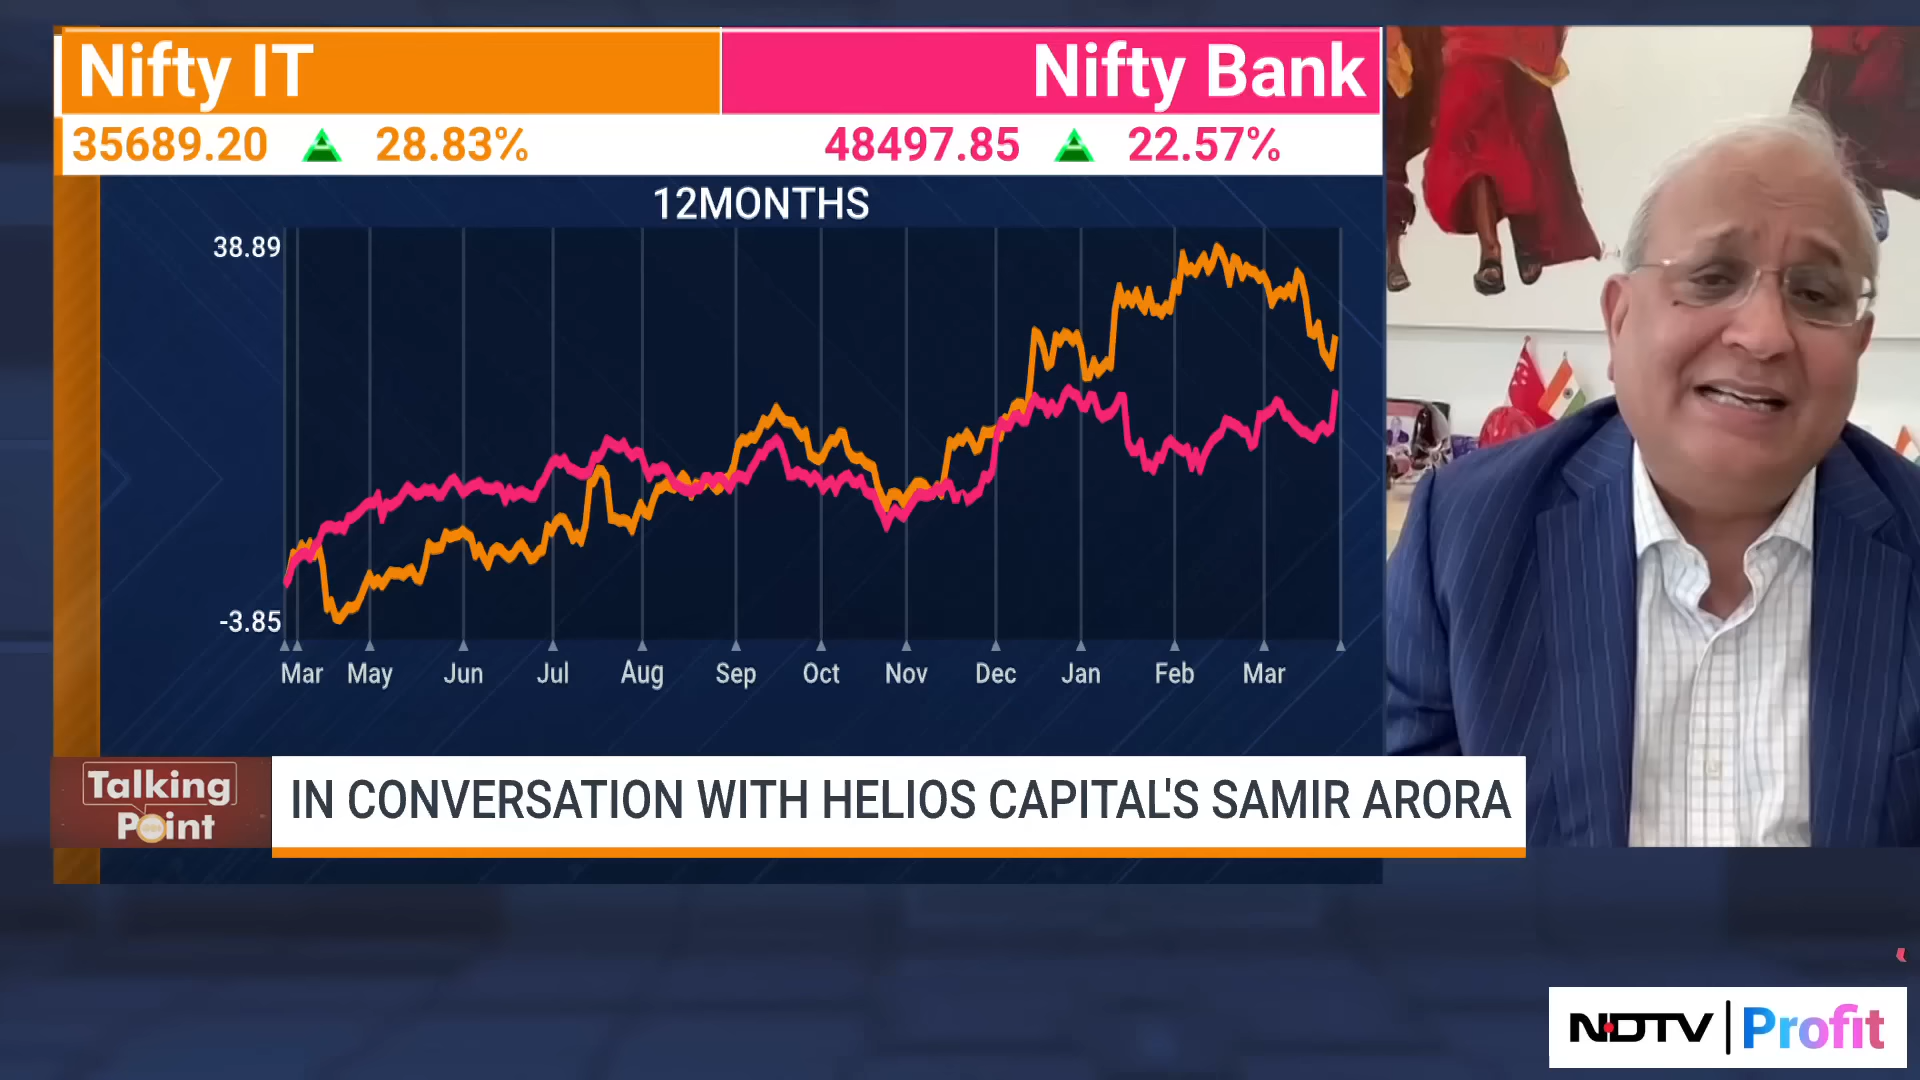 Nifty IT
Nifty Bank
35689.20 28.83%
48497.85 22.57%
12MONTHS
38.89
-3.85
Mar May Jun Jul Aug Sep Oct Nov Dec Jan Feb Mar
Talking
Point
IN CONVERSATION WITH HELIOS CAPITAL'S SAMIR ARORA
NDTV Profit